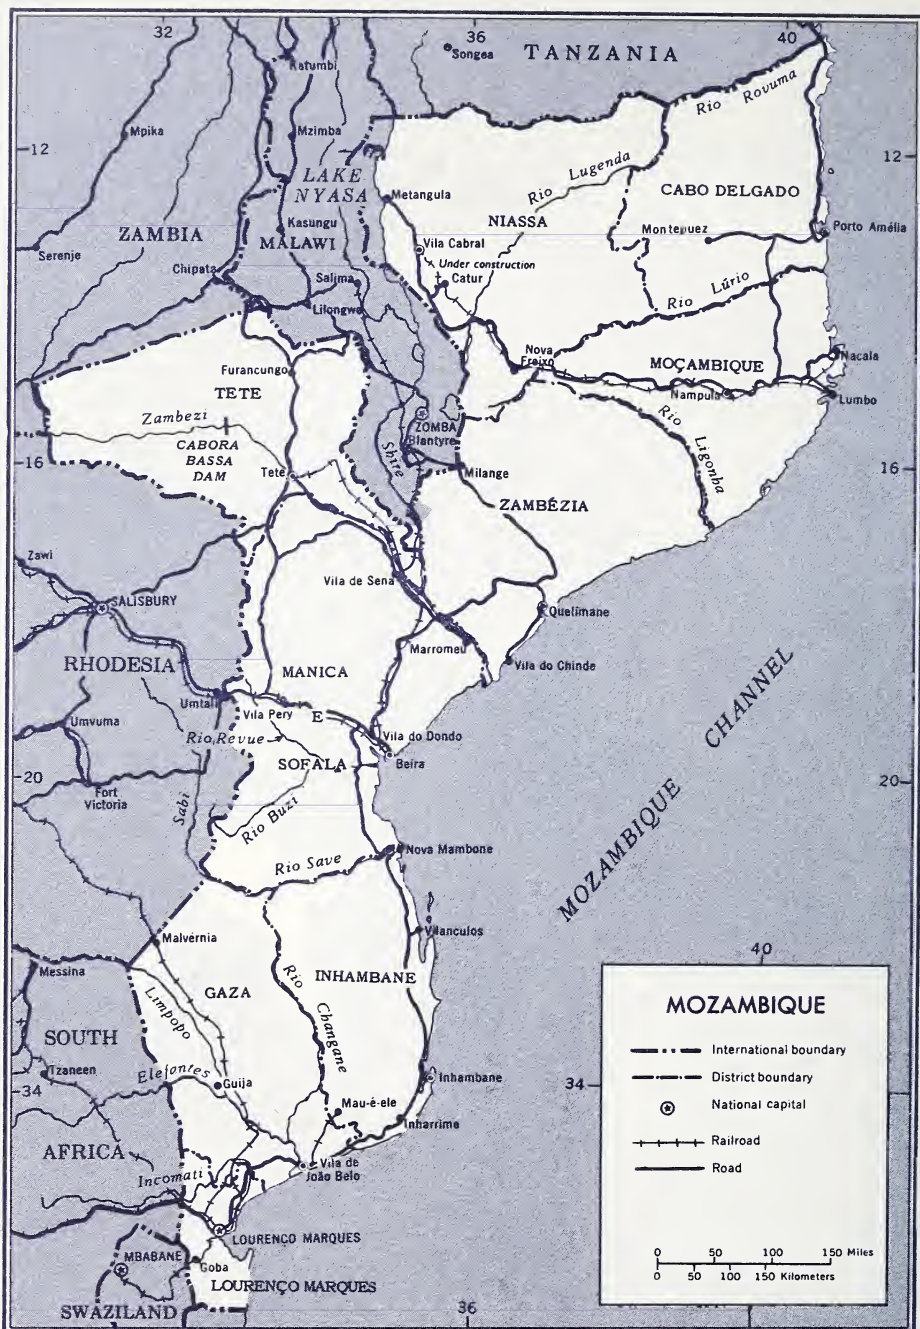 32
36
40
Songea
TANZANIA
Katumbi
Rio Rovuma
Mpika
Mzimba
12
12
LAKE
NYASA
Rio Lugenda
CABO DELGADO
Metangula
NIASSA
ZAMBIA
Kasungu
MALAWI
Montepuez
Porto Amélia
Serenje
Vila Cabral
Under construction
Chipata
Salima
Catur
Lilongwe
Rio Lúrio
Nova
Freixo
MOÇAMBIQUE
Nacala
Furancungo
TETE
Nampula
Lumbo
Zambezi
ZOMBA
Blantyre
Rio Ligonha
CABORA
BASSA
DAM
Shire
16
Tete
Milange
16
ZAMBÉZIA
Zawi
Vila de Sena
SALISBURY
Quelimane
Marromeu
RHODESIA
Vila do Chinde
MANICA
Umtali
Vila Pery
E
Umvuma
Rio Revue
Vila do Dondo
SOFALA
Beira
20
20
Fort
Victoria
Sabi
Rio Buzi
MOZAMBIQUE CHANNEL
Nova Mambone
Rio Save
Vilanculos
Malvérnia
40
Messina
GAZA
Rio Changane
INHAMBANE
Limpopo
MOZAMBIQUE
SOUTH
International boundary
Tzaneen
Elefontes
District boundary
34
Guija
Inhambane
34
National capital
Mau-é-ele
Inharrime
Railroad
AFRICA
Vila de
João Belo
Road
Incomati
LOURENCO MARQUES
MBABANE
Goba
0 50 50 100 150 Miles
0 50 100 150 Kilometers
LOURENÇO MARQUES
SWAZILAND
36